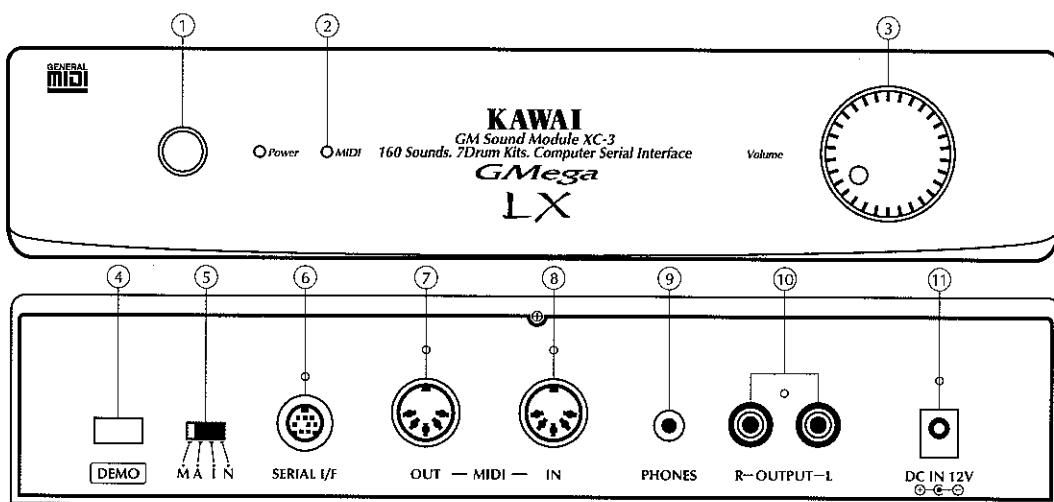 1 2 3
GENERAL
MIDI
KAWAI
GM Sound Module XC-3
Power MIDI 160 Sounds. 7Drum Kits. Computer Serial Interface Volume
GMega
LX
4 5 6 7 8 9 10 11
DEMO M A I N SERIAL I/F OUT — MIDI — IN PHONES R—OUTPUT—L DC IN 12V